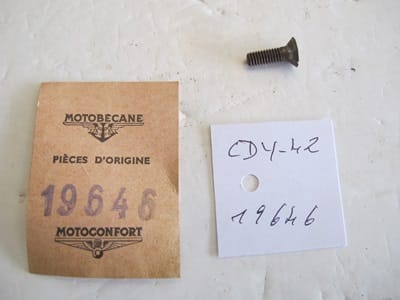 MOTOBECANE
PIÈCES D'ORIGINE
19646
MOTOCONFORT
CDY-42
19646